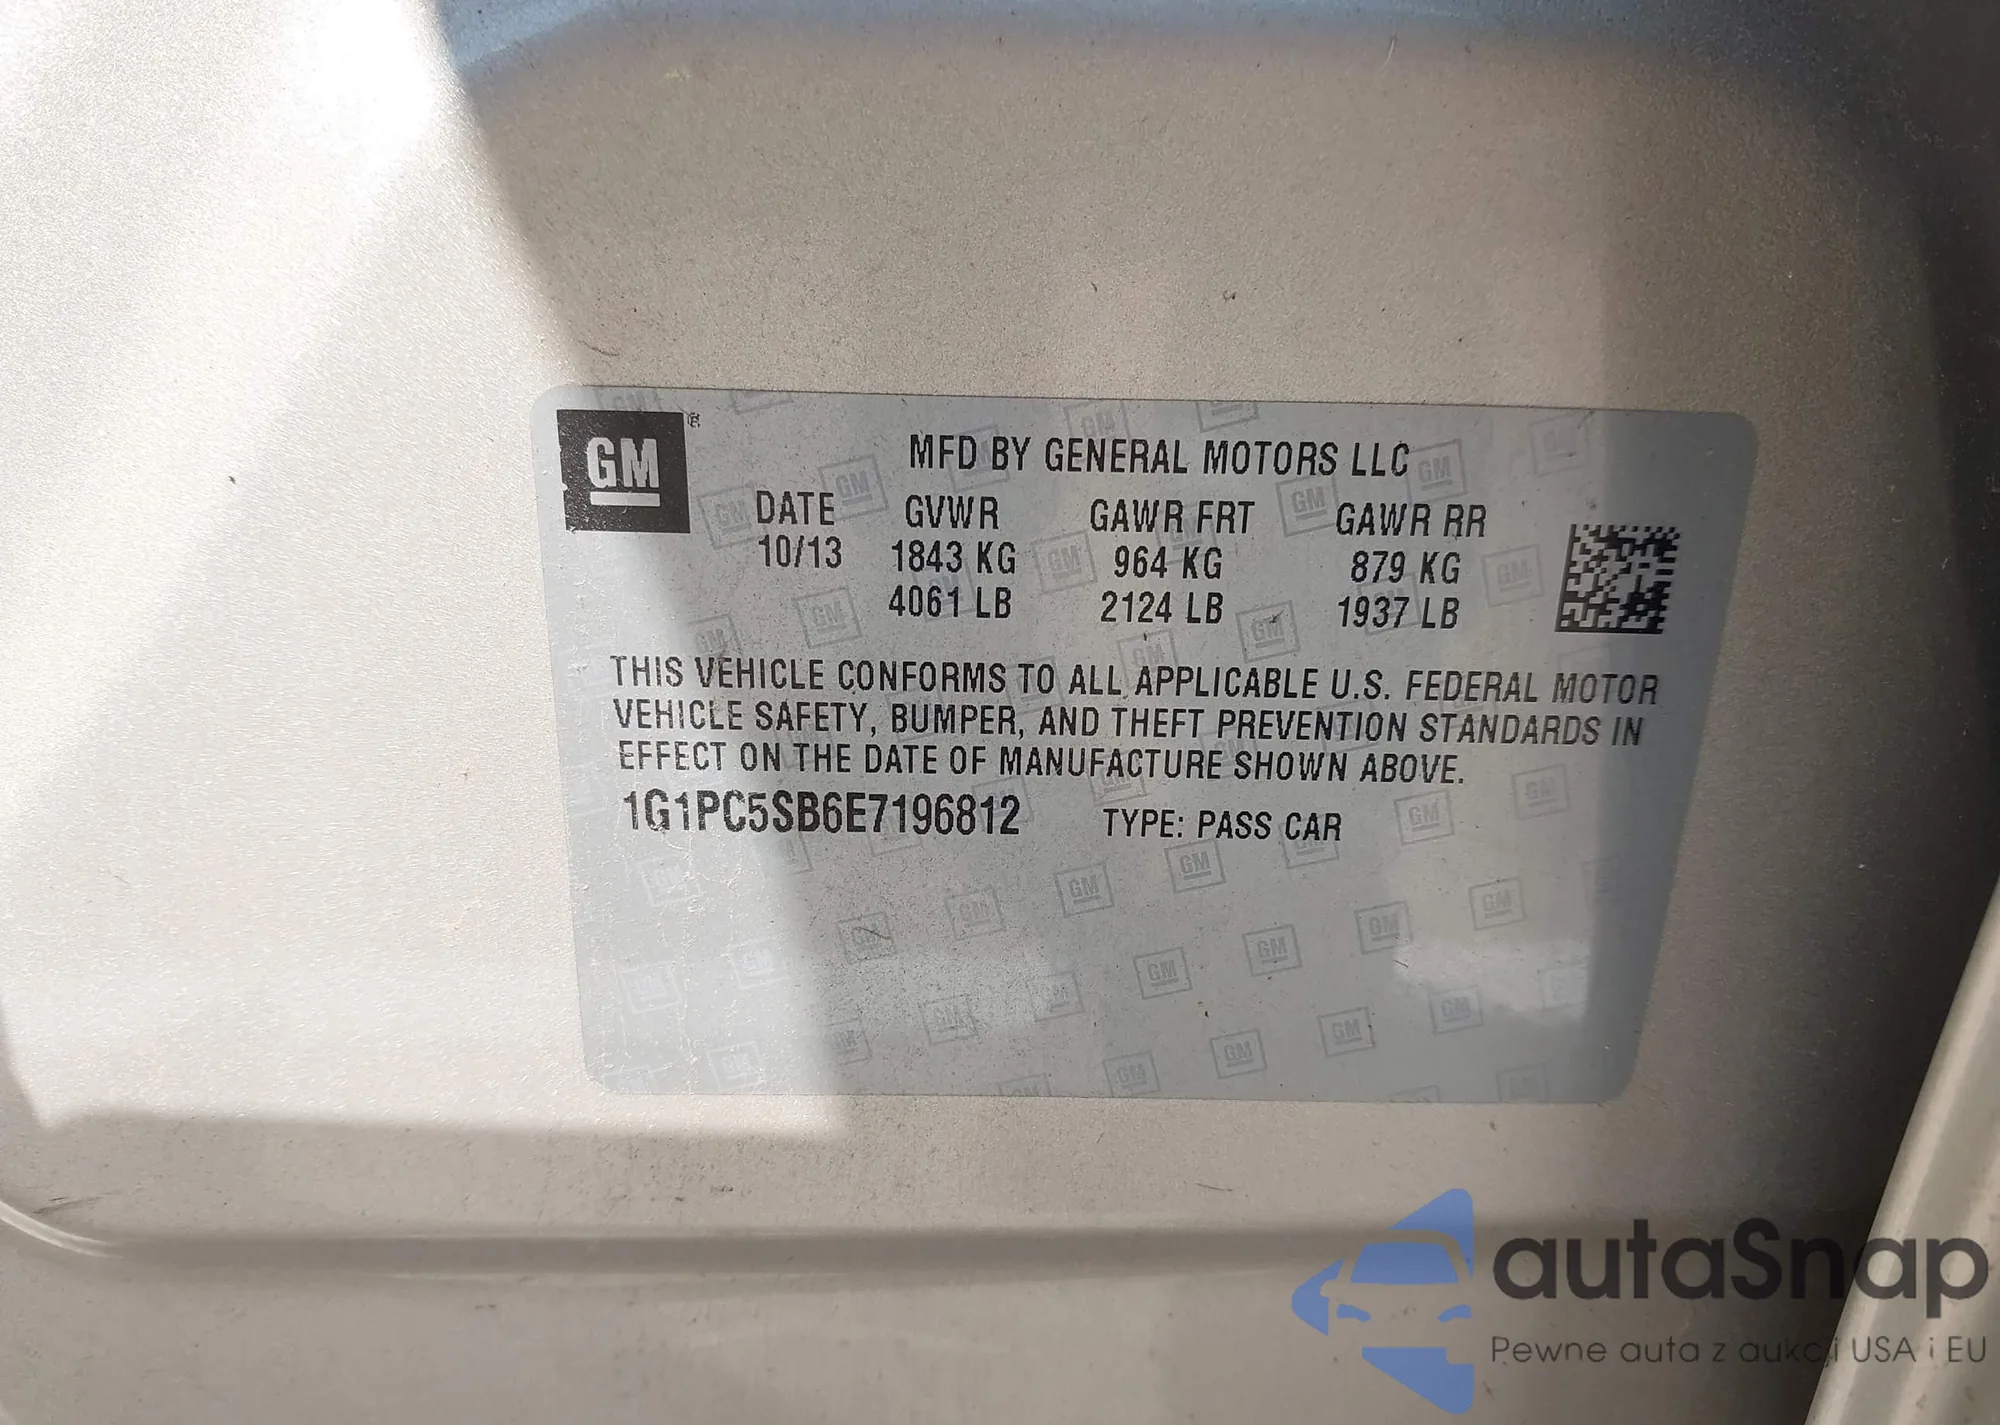 GM
MFD BY GENERAL MOTORS LLC
DATE GVWR GAWR FRT GAWR RR
10/13 1843 KG 964 KG 879 KG
4061 LB 2124 LB 1937 LB
THIS VEHICLE CONFORMS TO ALL APPLICABLE U.S. FEDERAL MOTOR
VEHICLE SAFETY, BUMPER, AND THEFT PREVENTION STANDARDS IN
EFFECT ON THE DATE OF MANUFACTURE SHOWN ABOVE.
1G1PC5SB6E7196812 TYPE: PASS CAR
autaSnap
Pewne auta z aukcji USA i EU